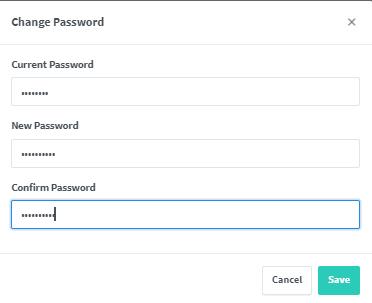 Change Password
×
Current Password
••••••••
New Password
••••••••••
Confirm Password
••••••••••
Cancel Save